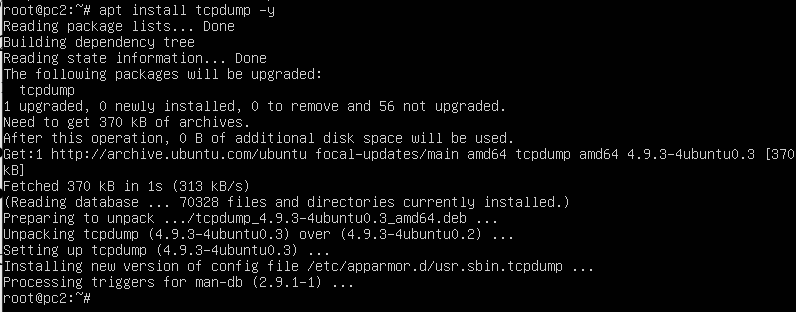 root@pc2:~# apt install tcpdump -y
Reading package lists... Done
Building dependency tree
Reading state information... Done
The following packages will be upgraded:
  tcpdump
1 upgraded, 0 newly installed, 0 to remove and 56 not upgraded.
Need to get 370 kB of archives.
After this operation, 0 B of additional disk space will be used.
Get:1 http://archive.ubuntu.com/ubuntu focal-updates/main amd64 tcpdump amd64 4.9.3-4ubuntu0.3 [370
kB]
Fetched 370 kB in 1s (313 kB/s)
(Reading database ... 70328 files and directories currently installed.)
Preparing to unpack .../tcpdump_4.9.3-4ubuntu0.3_amd64.deb ...
Unpacking tcpdump (4.9.3-4ubuntu0.3) over (4.9.3-4ubuntu0.2) ...
Setting up tcpdump (4.9.3-4ubuntu0.3) ...
Installing new version of config file /etc/apparmor.d/usr.sbin.tcpdump ...
Processing triggers for man-db (2.9.1-1) ...
root@pc2:~#